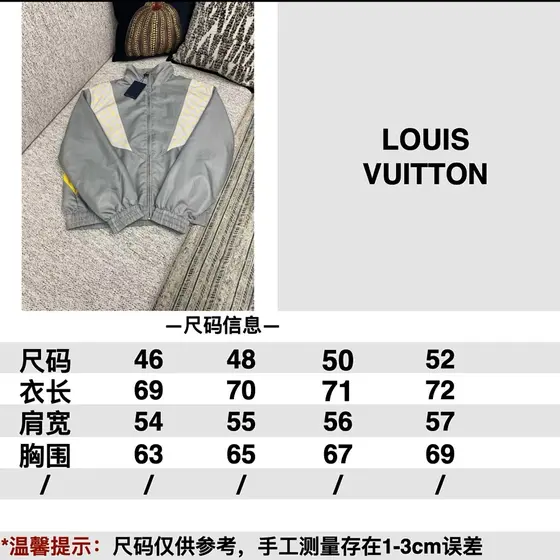 LOUIS
VUITTON
—尺码信息—
尺码 46 48 50 52
衣长 69 70 71 72
肩宽 54 55 56 57
胸围 63 65 67 69
/ / / / /
*温馨提示：尺码仅供参考，手工测量存在1-3cm误差